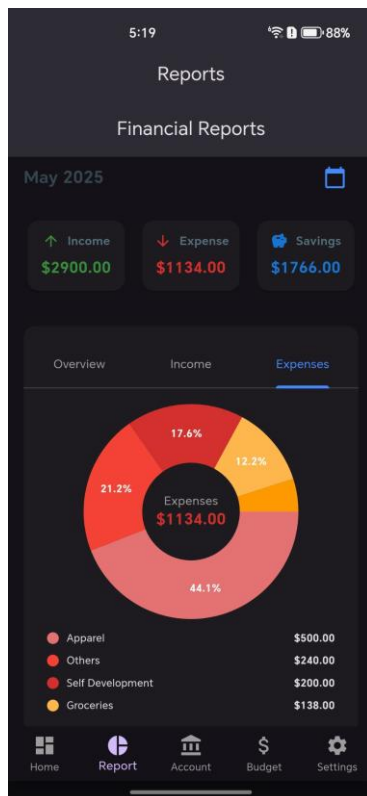 5:19 88%
Reports
Financial Reports
May 2025
Income Expense Savings
$2900.00 $1134.00 $1766.00
Overview Income Expenses
17.6%
12.2%
21.2%
Expenses
$1134.00
44.1%
Apparel $500.00
Others $240.00
Self Development $200.00
Groceries $138.00
Home Report Account Budget Settings